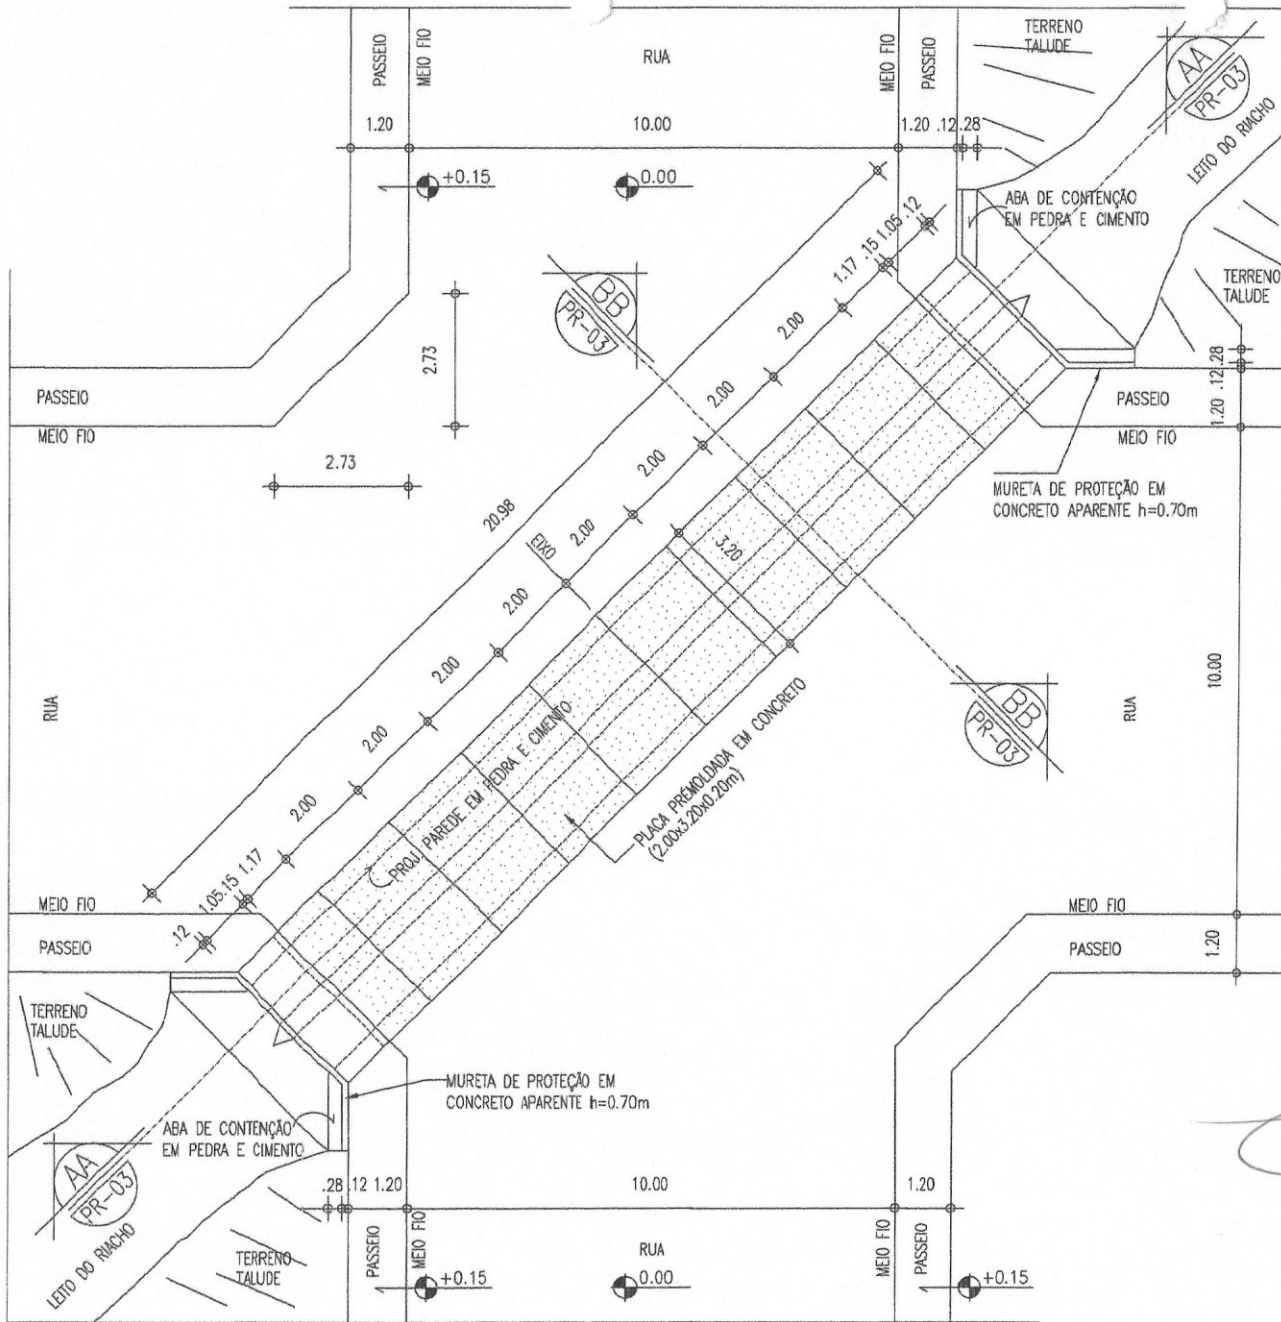 PASSEIO
MEIO FIO
RUA
MEIO FIO
PASSEIO
TERRENO
TALUDE
AA
PR-03
LEITO DO RIACHO
1.20
10.00
1.20 .12 .28
+0.15
0.00
ABA DE CONTENÇÃO
EM PEDRA E CIMENTO
TERRENO
TALUDE
BB
PR-03
1.17 .15 1.05 .12
2.00
2.00
2.00
2.00
2.00
2.00
2.00
2.00
1.05 .15 1.17
.12
20.98
EIXO
3.20
2.73
2.73
PASSEIO
MEIO FIO
1.20 .12 .28
PASSEIO
MEIO FIO
MURETA DE PROTEÇÃO EM
CONCRETO APARENTE h=0.70m
RUA
10.00
RUA
BB
PR-03
PROJ. PAREDE EM PEDRA E CIMENTO
PLACA PRÉMOLDADA EM CONCRETO
(2.00x3.20x0.20m)
MEIO FIO
PASSEIO
MEIO FIO
PASSEIO
1.20
TERRENO
TALUDE
MURETA DE PROTEÇÃO EM
CONCRETO APARENTE h=0.70m
ABA DE CONTENÇÃO
EM PEDRA E CIMENTO
AA
PR-03
LEITO DO RIACHO
.28 .12 1.20
10.00
1.20
TERRENO
TALUDE
PASSEIO
MEIO FIO
RUA
MEIO FIO
PASSEIO
+0.15
0.00
+0.15